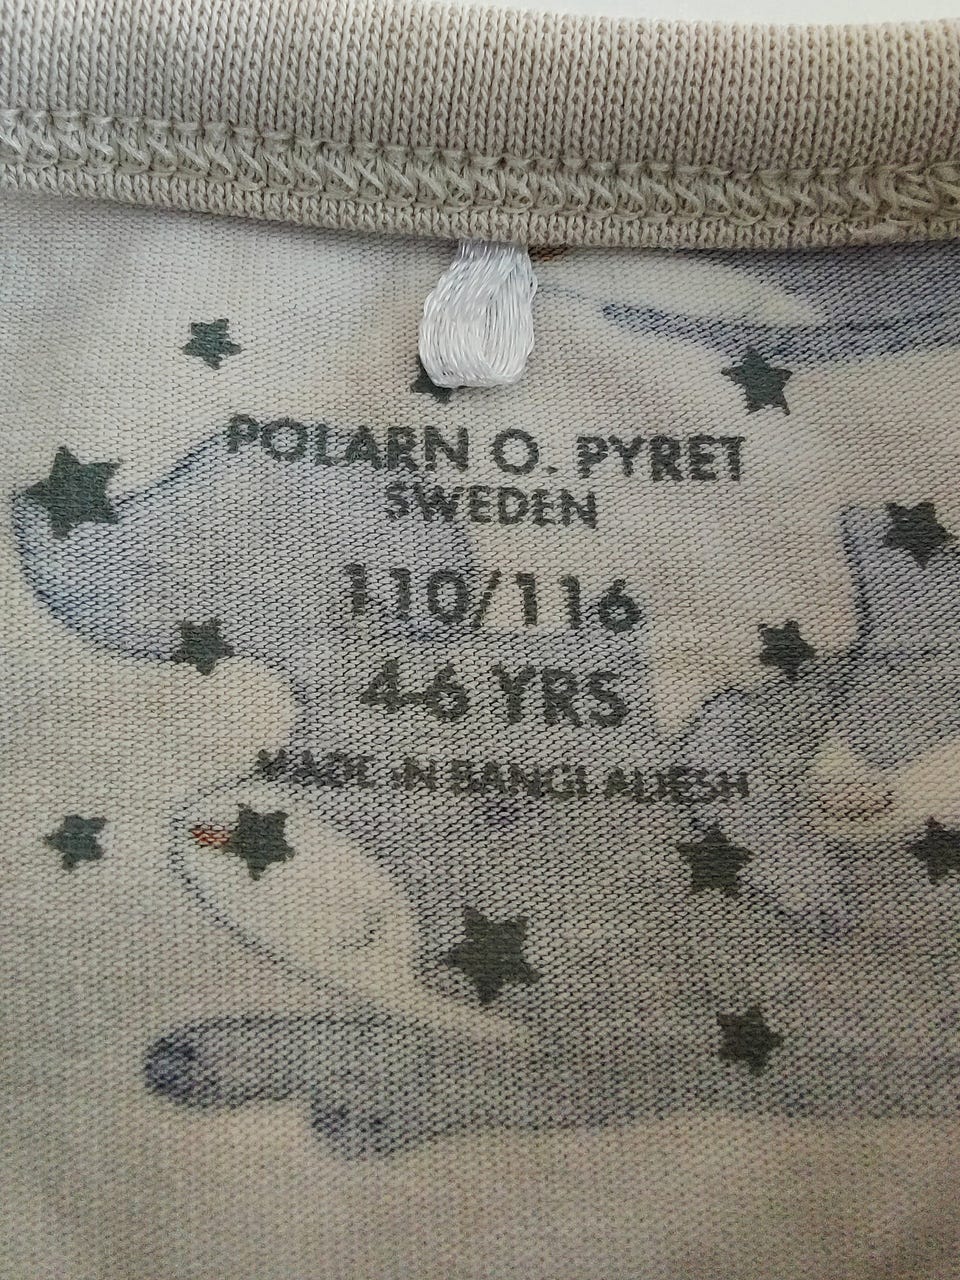 POLARN O. PYRET
SWEDEN
110/116
4-6 YRS
MADE IN BANGLADESH